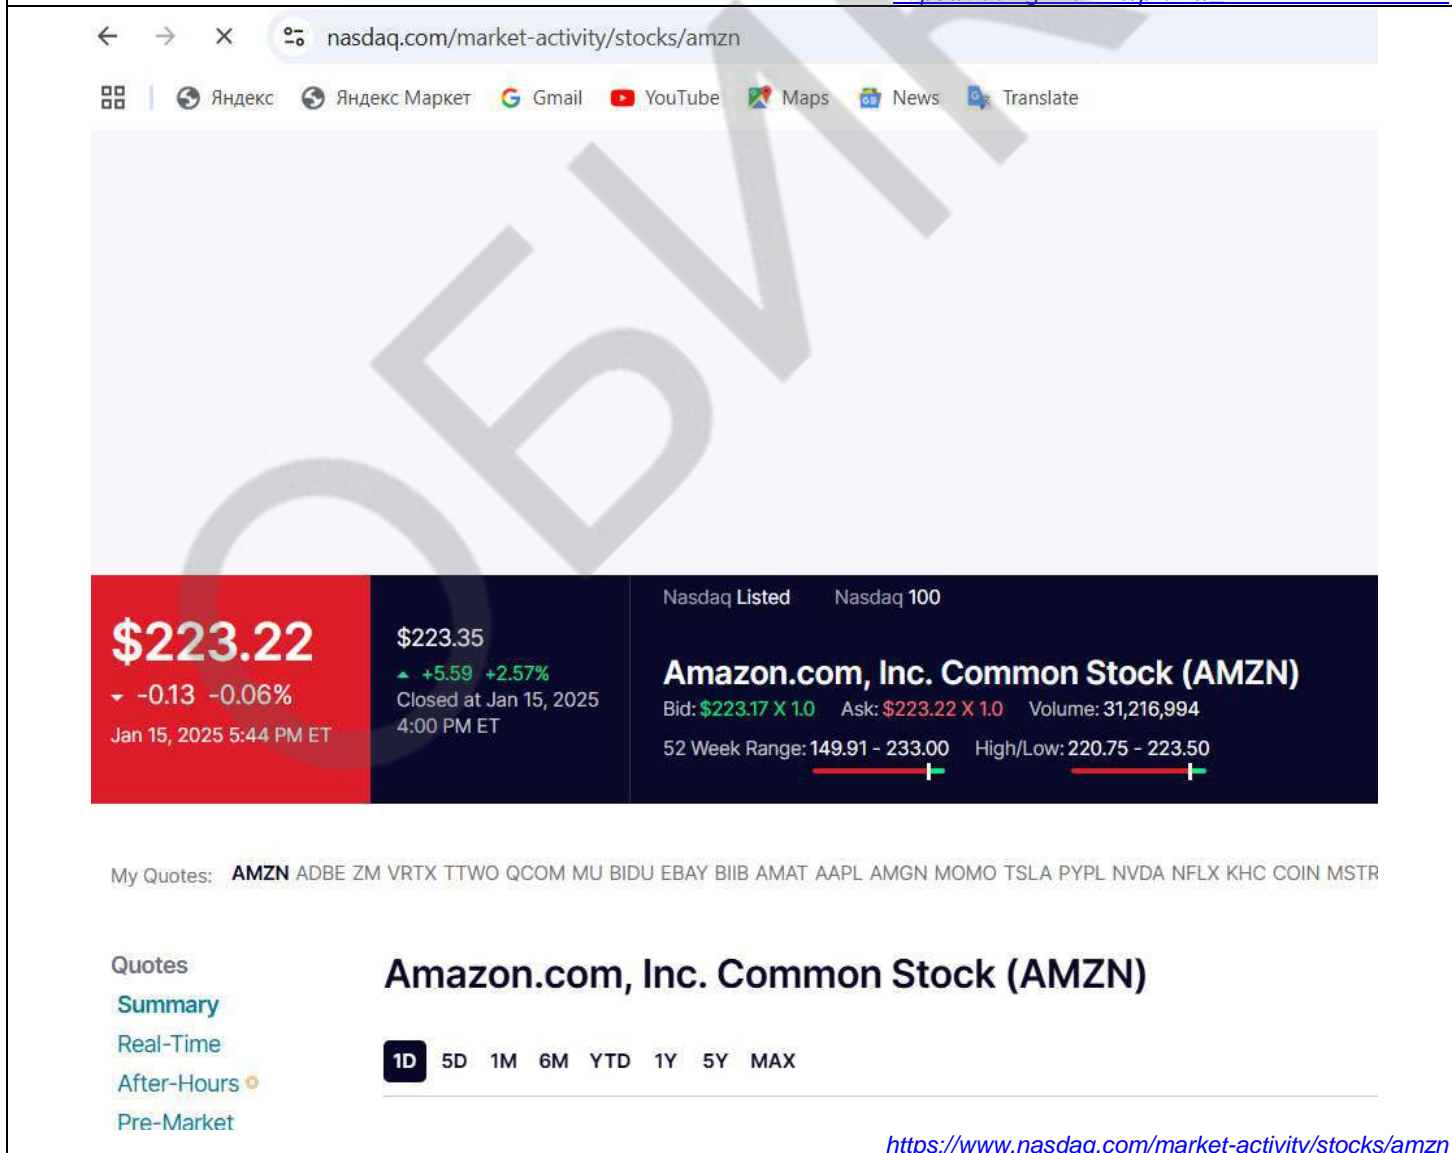 nasdaq.com/market-activity/stocks/amzn
Яндекс Яндекс Маркет Gmail YouTube Maps News Translate
ОБИК
Nasdaq Listed Nasdaq 100
$223.22
-0.13 -0.06%
Jan 15, 2025 5:44 PM ET
$223.35
+5.59 +2.57%
Closed at Jan 15, 2025
4:00 PM ET
Amazon.com, Inc. Common Stock (AMZN)
Bid: $223.17 X 1.0 Ask: $223.22 X 1.0 Volume: 31,216,994
52 Week Range: 149.91 - 233.00 High/Low: 220.75 - 223.50
My Quotes: AMZN ADBE ZM VRTX TTWO QCOM MU BIDU EBAY BIIB AMAT AAPL AMGN MOMO TSLA PYPL NVDA NFLX KHC COIN MSTR
Quotes
Summary
Real-Time
After-Hours
Pre-Market
Amazon.com, Inc. Common Stock (AMZN)
1D 5D 1M 6M YTD 1Y 5Y MAX
https://www.nasdaq.com/market-activity/stocks/amzn